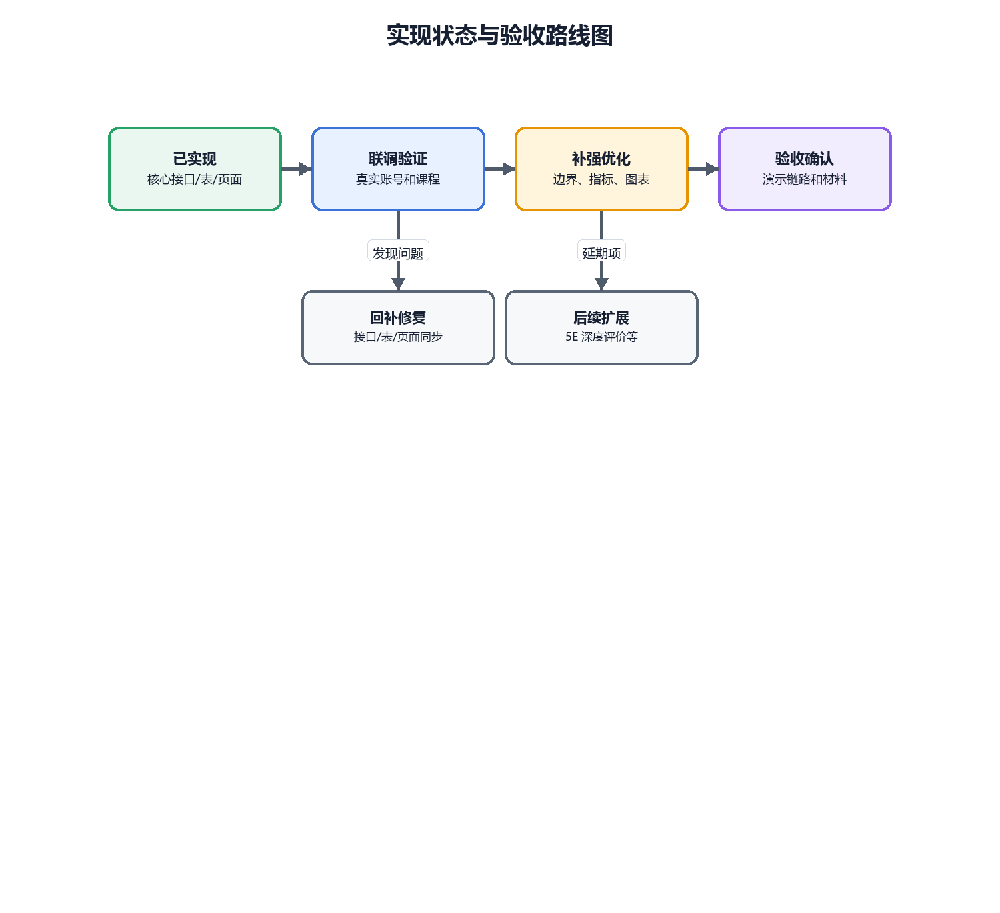 实现状态与验收路线图
已实现
核心接口/表/页面
联调验证
真实账号和课程
补强优化
边界、指标、图表
验收确认
演示链路和材料
发现问题
延期项
回补修复
接口/表/页面同步
后续扩展
5E 深度评价等